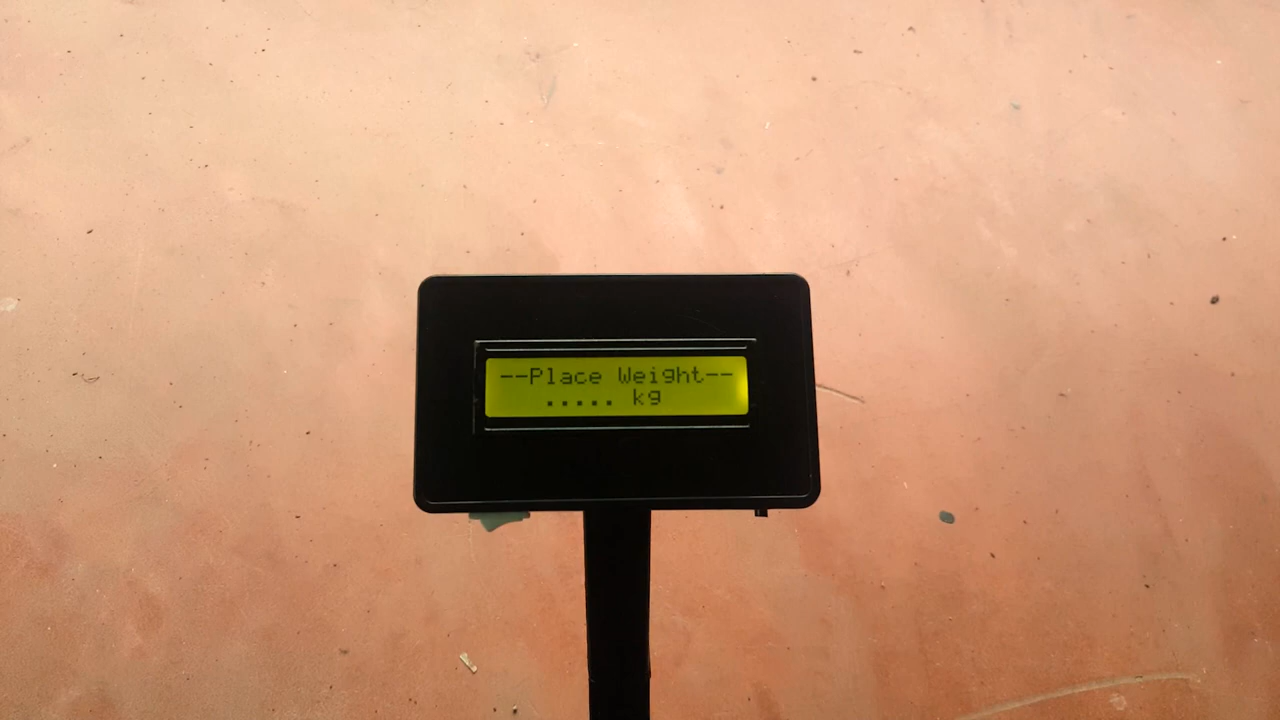 --Place Weight--
..... kg